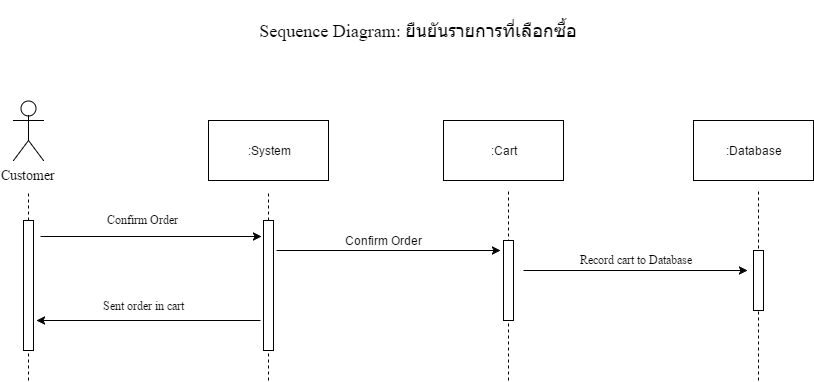 Sequence Diagram: ยืนยันรายการที่เลือกซื้อ
:System
:Cart
:Database
Customer
Confirm Order
Confirm Order
Record cart to Database
Sent order in cart